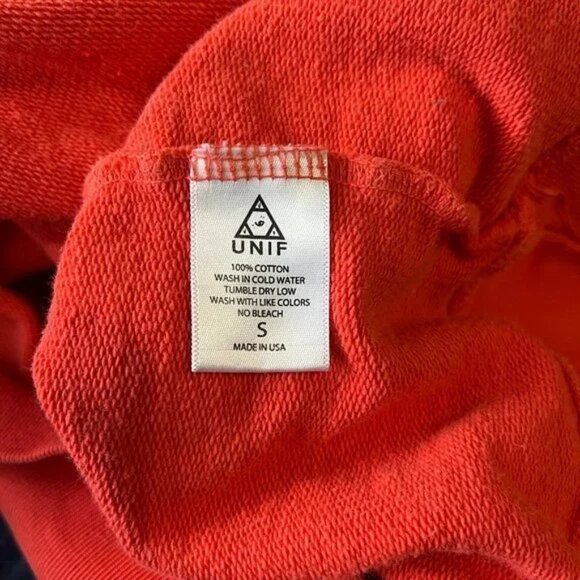 UNIF
100% COTTON
WASH IN COLD WATER
TUMBLE DRY LOW
WASH WITH LIKE COLORS
NO BLEACH
S
MADE IN USA